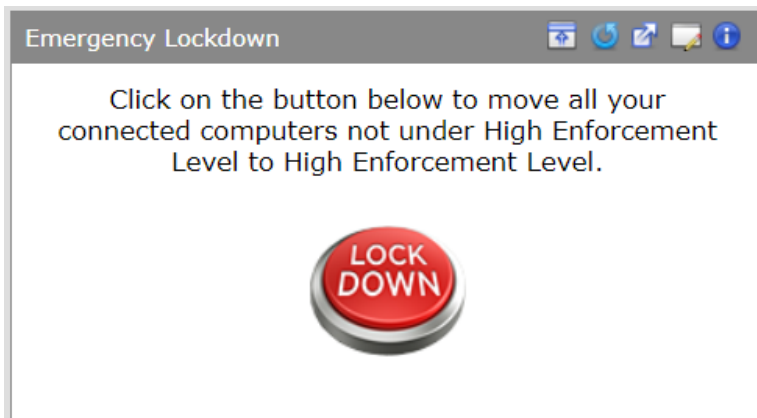 Emergency Lockdown
Click on the button below to move all your
connected computers not under High Enforcement
Level to High Enforcement Level.
LOCK
DOWN